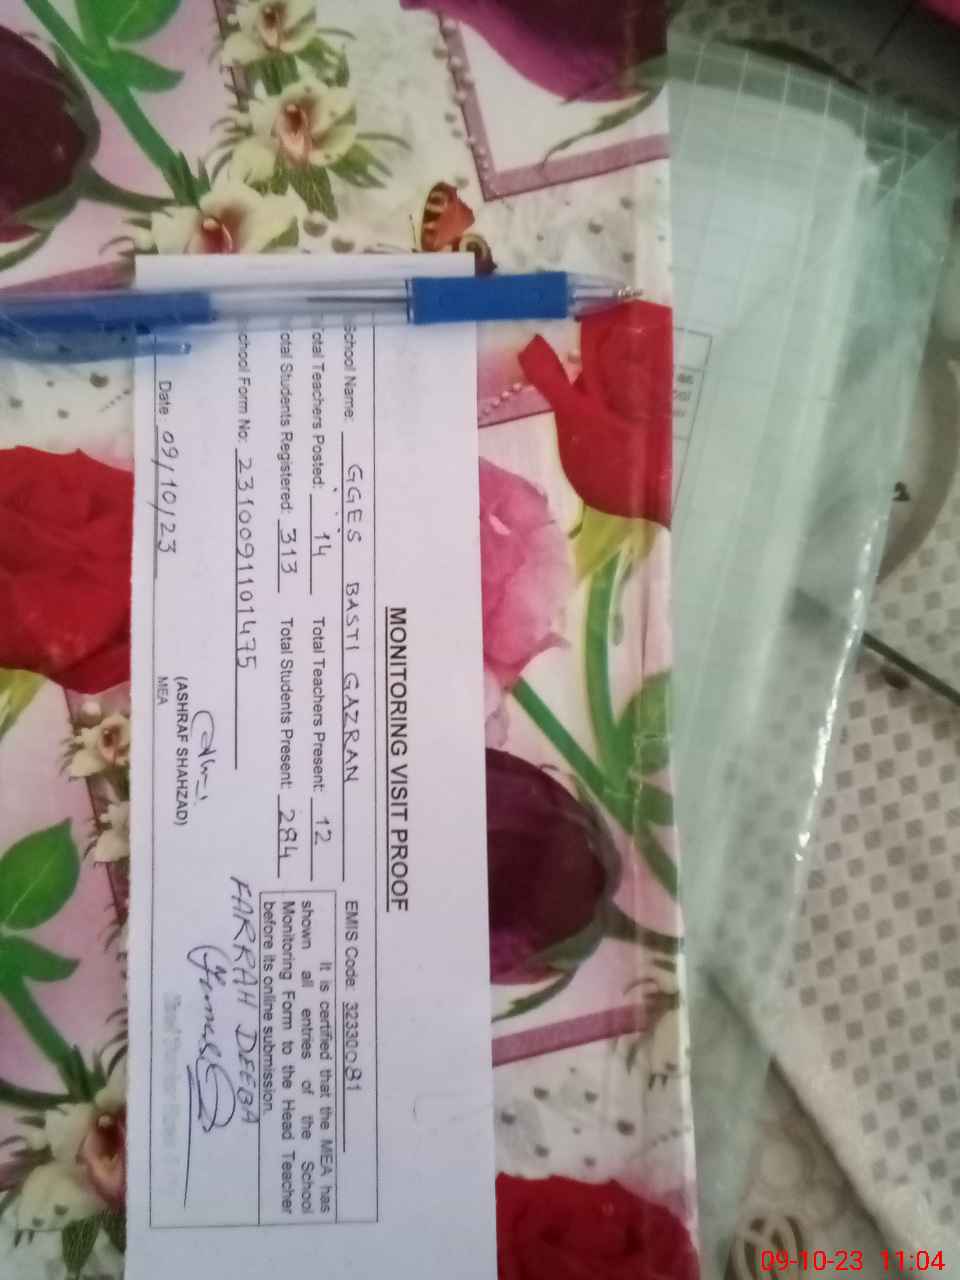 MONITORING VISIT PROOF
School Name: GGES BASTI GAZRAN EMIS Code: 32330081
Total Teachers Posted: 14 Total Teachers Present: 12
Total Students Registered: 313 Total Students Present: 284
School Form No: 2310091101475
It is certified that the MEA has
shown all entries of the School
Monitoring Form to the Head Teacher
before its online submission.
FARRAH DEEBA
(ASHRAF SHAHZAD)
MEA
Date: 09/10/23
09-10-23 11:04